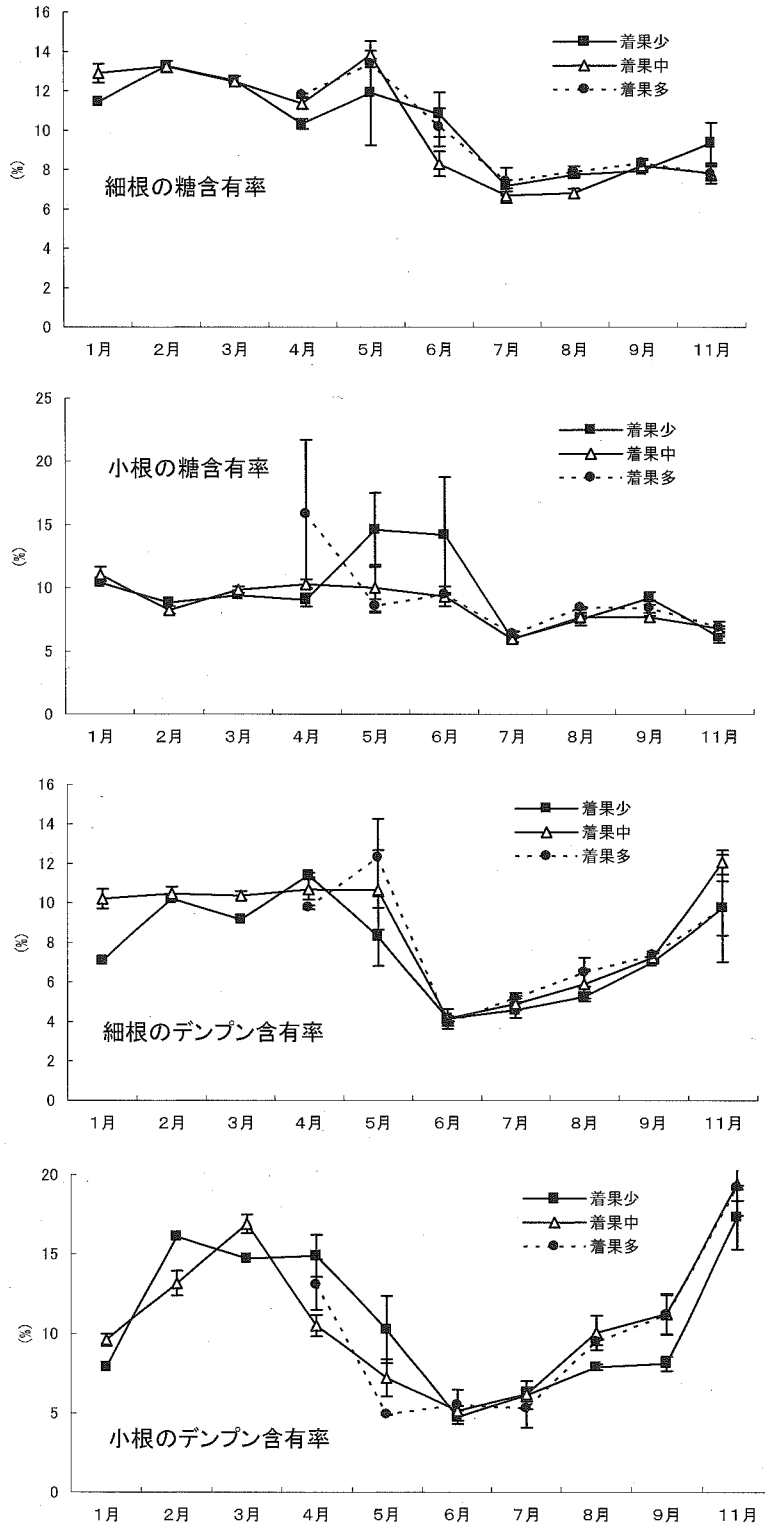 16
14
12
10
8
6
4
2
0
(%)
着果少
着果中
着果多
細根の糖含有率
1月 2月 3月 4月 5月 6月 7月 8月 9月 11月
25
20
15
10
5
0
(%)
着果少
着果中
着果多
小根の糖含有率
1月 2月 3月 4月 5月 6月 7月 8月 9月 11月
16
14
12
10
8
6
4
2
0
(%)
着果少
着果中
着果多
細根のデンプン含有率
1月 2月 3月 4月 5月 6月 7月 8月 9月 11月
20
15
10
5
0
(%)
着果少
着果中
着果多
小根のデンプン含有率
1月 2月 3月 4月 5月 6月 7月 8月 9月 11月